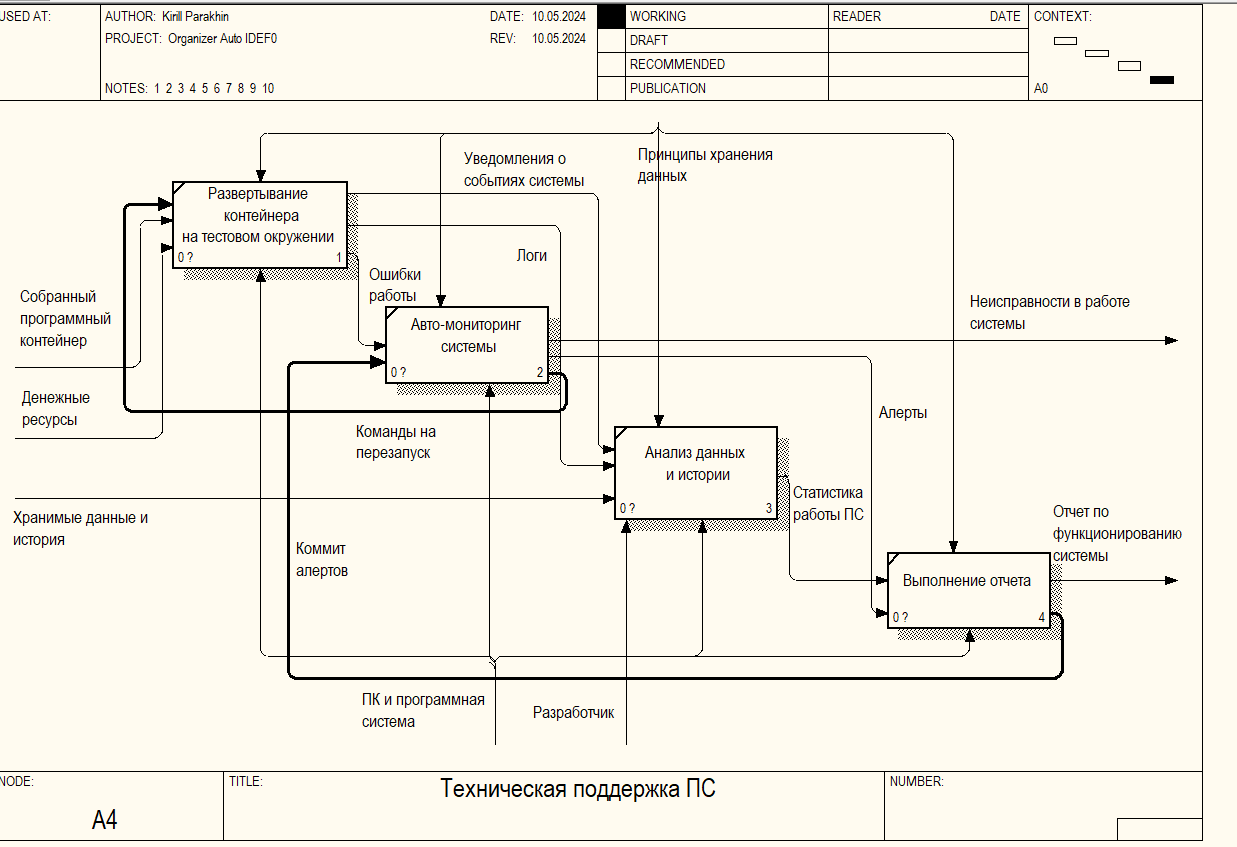 USED AT:
AUTHOR: Kirill Parakhin
DATE: 10.05.2024
PROJECT: Organizer Auto IDEF0
REV: 10.05.2024
NOTES: 1 2 3 4 5 6 7 8 9 10
WORKING
DRAFT
RECOMMENDED
PUBLICATION
READER
DATE
CONTEXT:
A0
Уведомления о
событиях системы
Принципы хранения
данных
Развертывание
контейнера
на тестовом окружении
0 ?
1
Логи
Ошибки
работы
Собранный
программный
контейнер
Неисправности в работе
системы
Авто-мониторинг
системы
0 ?
2
Денежные
ресурсы
Алерты
Команды на
перезапуск
Анализ данных
и истории
0 ?
3
Статистика
работы ПС
Хранимые данные и
история
Отчет по
функционированию
системы
Коммит
алертов
Выполнение отчета
0 ?
4
ПК и программная
система
Разработчик
NODE:
A4
TITLE:
Техническая поддержка ПС
NUMBER: